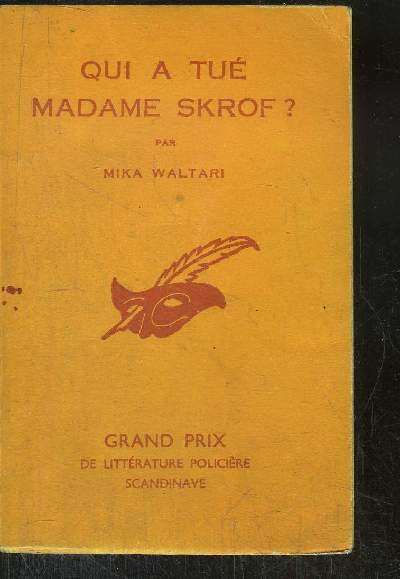 QUI A TUÉ
MADAME SKROF ?
PAR
MIKA WALTARI
GRAND PRIX
DE LITTÉRATURE POLICIÈRE
SCANDINAVE